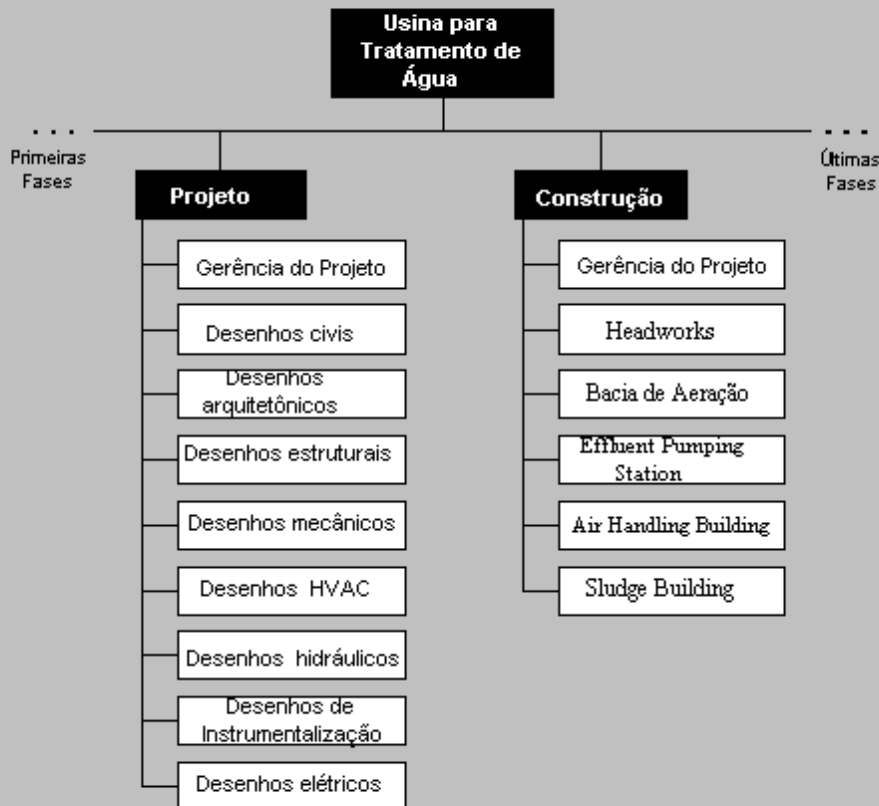 Usina para
Tratamento de
Água
. . .
Primeiras
Fases
. . . .
Últimas
Fases
Projeto
Gerência do Projeto
Desenhos civis
Desenhos
arquitetônicos
Desenhos estruturais
Desenhos mecânicos
Desenhos HVAC
Desenhos hidráulicos
Desenhos de
Instrumentalização
Desenhos elétricos
Construção
Gerência do Projeto
Headworks
Bacia de Aeração
Effluent Pumping
Station
Air Handling Building
Sludge Building